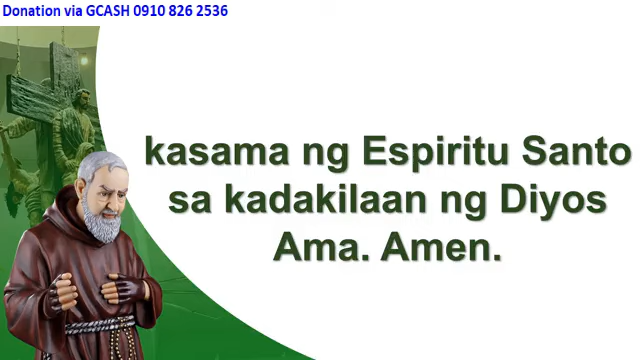 Donation via GCASH 0910 826 2536
kasama ng Espiritu Santo
sa kadakilaan ng Diyos
Ama. Amen.